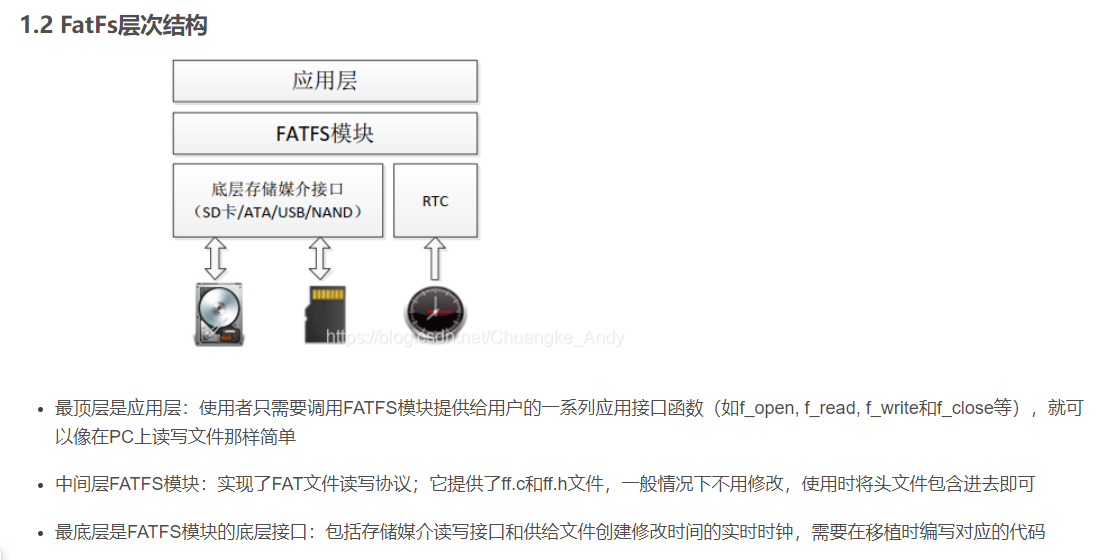 1.2 FatFs层次结构
应用层
FATFS模块
底层存储媒介接口
（SD卡/ATA/USB/NAND）
RTC
https://blog.csdn.net/Chuangke_Andy
最顶层是应用层：使用者只需要调用FATFS模块提供给用户的一系列应用接口函数（如f_open, f_read, f_write和f_close等），就可
以像在PC上读写文件那样简单
中间层FATFS模块：实现了FAT文件读写协议；它提供了ff.c和ff.h文件，一般情况下不用修改，使用时将头文件包含进去即可
最底层是FATFS模块的底层接口：包括存储媒介读写接口和供给文件创建修改时间的实时时钟，需要在移植时编写对应的代码